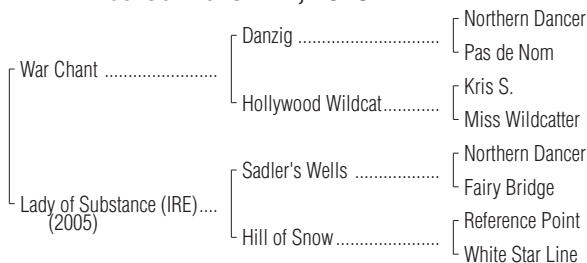 Northern Dancer
Danzig ..............................
Pas de Nom
War Chant ........................
Kris S.
Hollywood Wildcat............
Miss Wildcatter
Northern Dancer
Sadler's Wells ..................
Fairy Bridge
Lady of Substance (IRE)....
(2005)
Reference Point
Hill of Snow......................
White Star Line